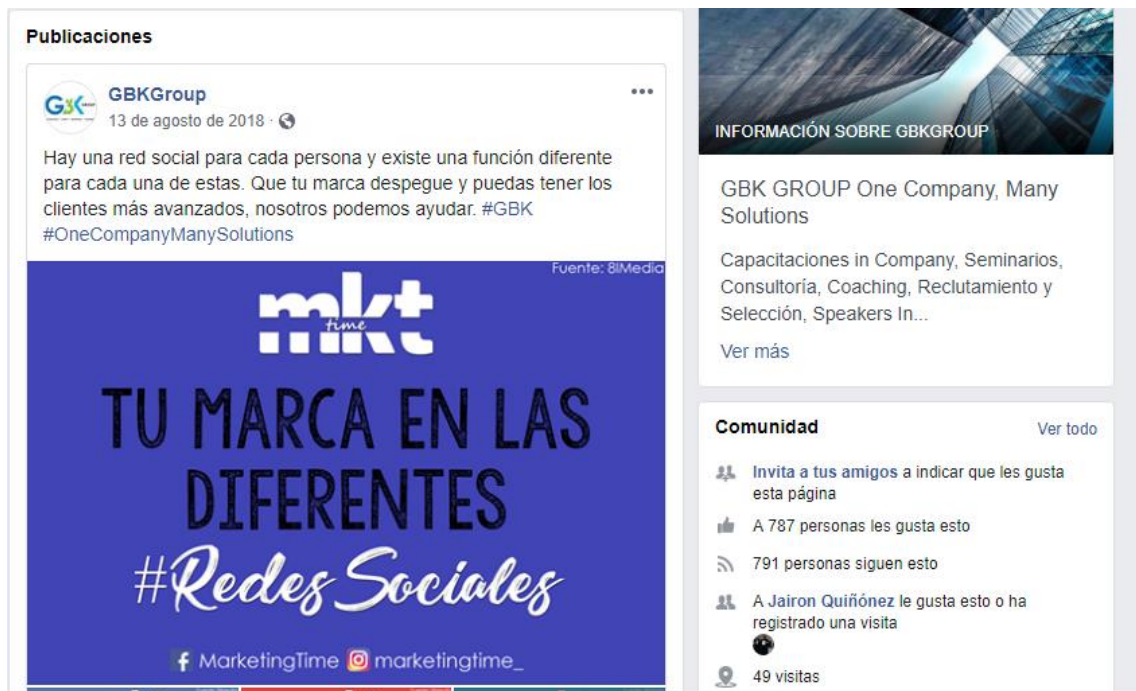 Publicaciones
GBK GROUP
GBKGroup
13 de agosto de 2018 ·
Hay una red social para cada persona y existe una función diferente
para cada una de estas. Que tu marca despegue y puedas tener los
clientes más avanzados, nosotros podemos ayudar. #GBK
#OneCompanyManySolutions
Fuente: 8IMedia
mkt
time
TU MARCA EN LAS
DIFERENTES
#Redes Sociales
MarketingTime marketingtime_
INFORMACIÓN SOBRE GBKGROUP
GBK GROUP One Company, Many
Solutions
Capacitaciones in Company, Seminarios,
Consultoría, Coaching, Reclutamiento y
Selección, Speakers In...
Ver más
Comunidad
Ver todo
Invita a tus amigos a indicar que les gusta
esta página
A 787 personas les gusta esto
791 personas siguen esto
A Jairon Quiñónez le gusta esto o ha
registrado una visita
49 visitas